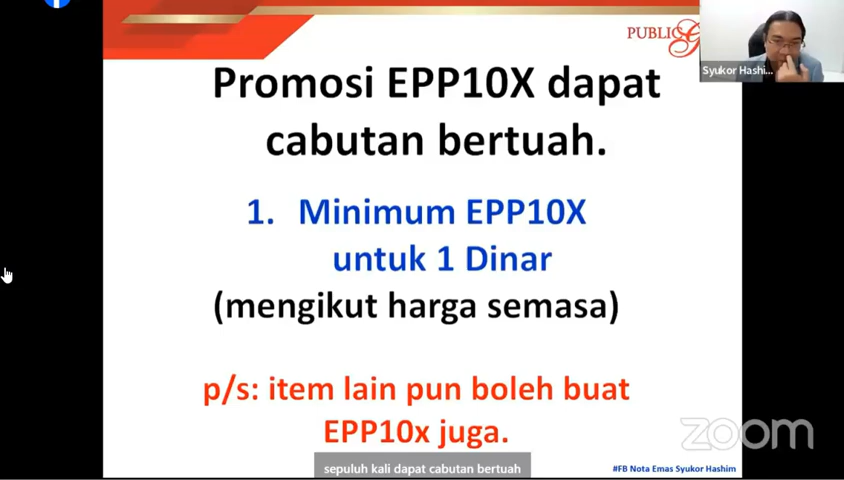 PUBLIC G
Syukor Hashi...
Promosi EPP10X dapat
cabutan bertuah.
1. Minimum EPP10X
untuk 1 Dinar
(mengikut harga semasa)
p/s: item lain pun boleh buat
EPP10x juga.
zoom
sepuluh kali dapat cabutan bertuah
#FB Nota Emas Syukor Hashim